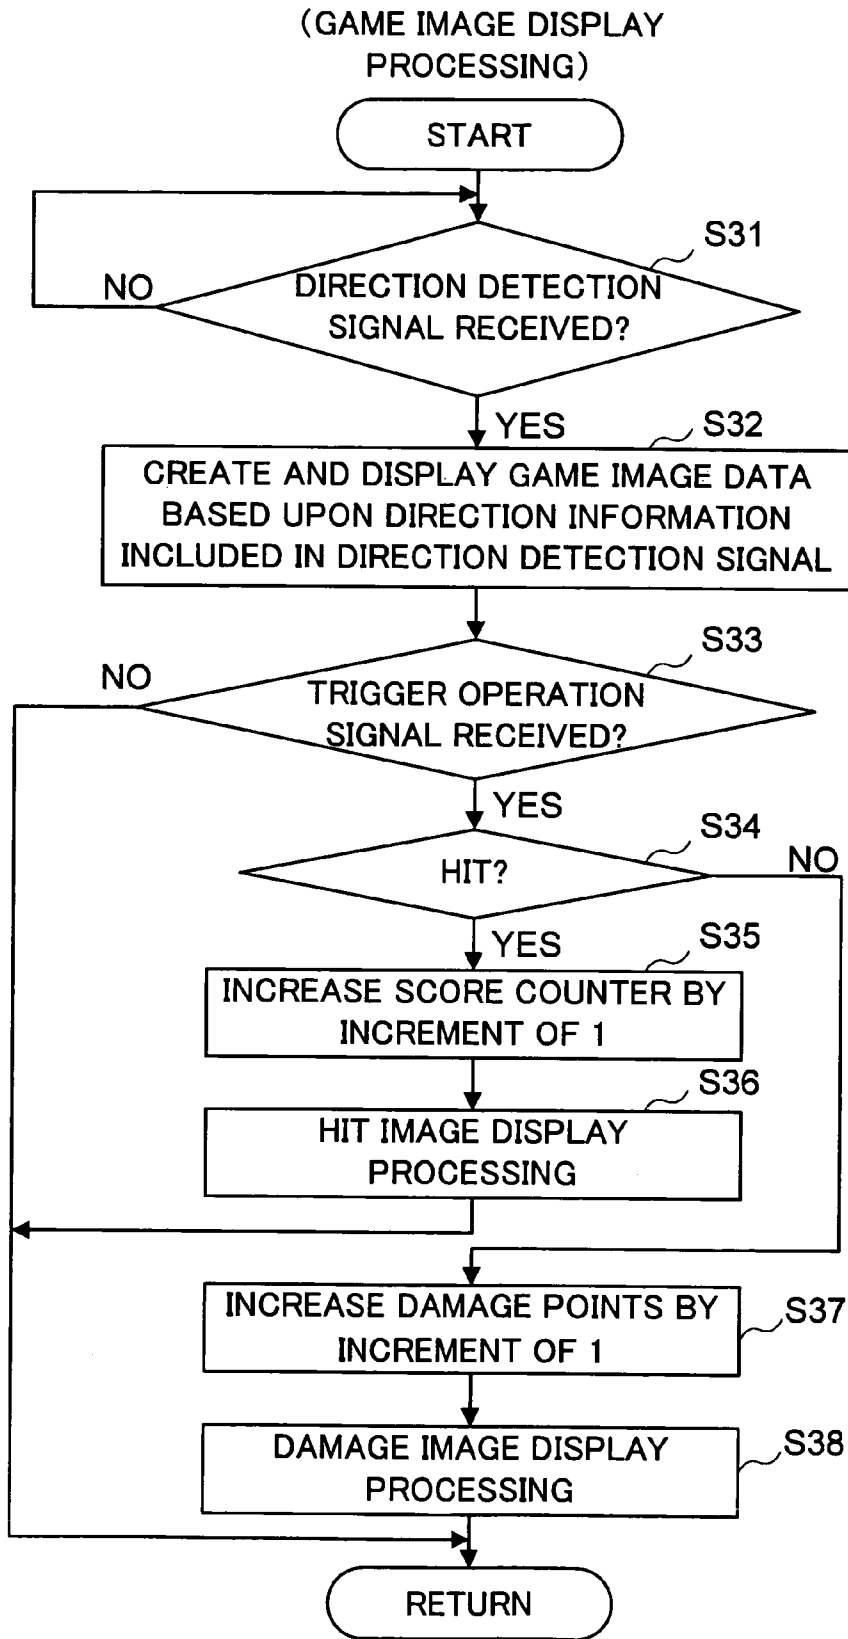 (GAME IMAGE DISPLAY
PROCESSING)
START
S31
NO
DIRECTION DETECTION
SIGNAL RECEIVED?
YES
S32
CREATE AND DISPLAY GAME IMAGE DATA
BASED UPON DIRECTION INFORMATION
INCLUDED IN DIRECTION DETECTION SIGNAL
S33
NO
TRIGGER OPERATION
SIGNAL RECEIVED?
YES
S34
HIT?
NO
YES
S35
INCREASE SCORE COUNTER BY
INCREMENT OF 1
S36
HIT IMAGE DISPLAY
PROCESSING
INCREASE DAMAGE POINTS BY
INCREMENT OF 1
S37
DAMAGE IMAGE DISPLAY
PROCESSING
S38
RETURN